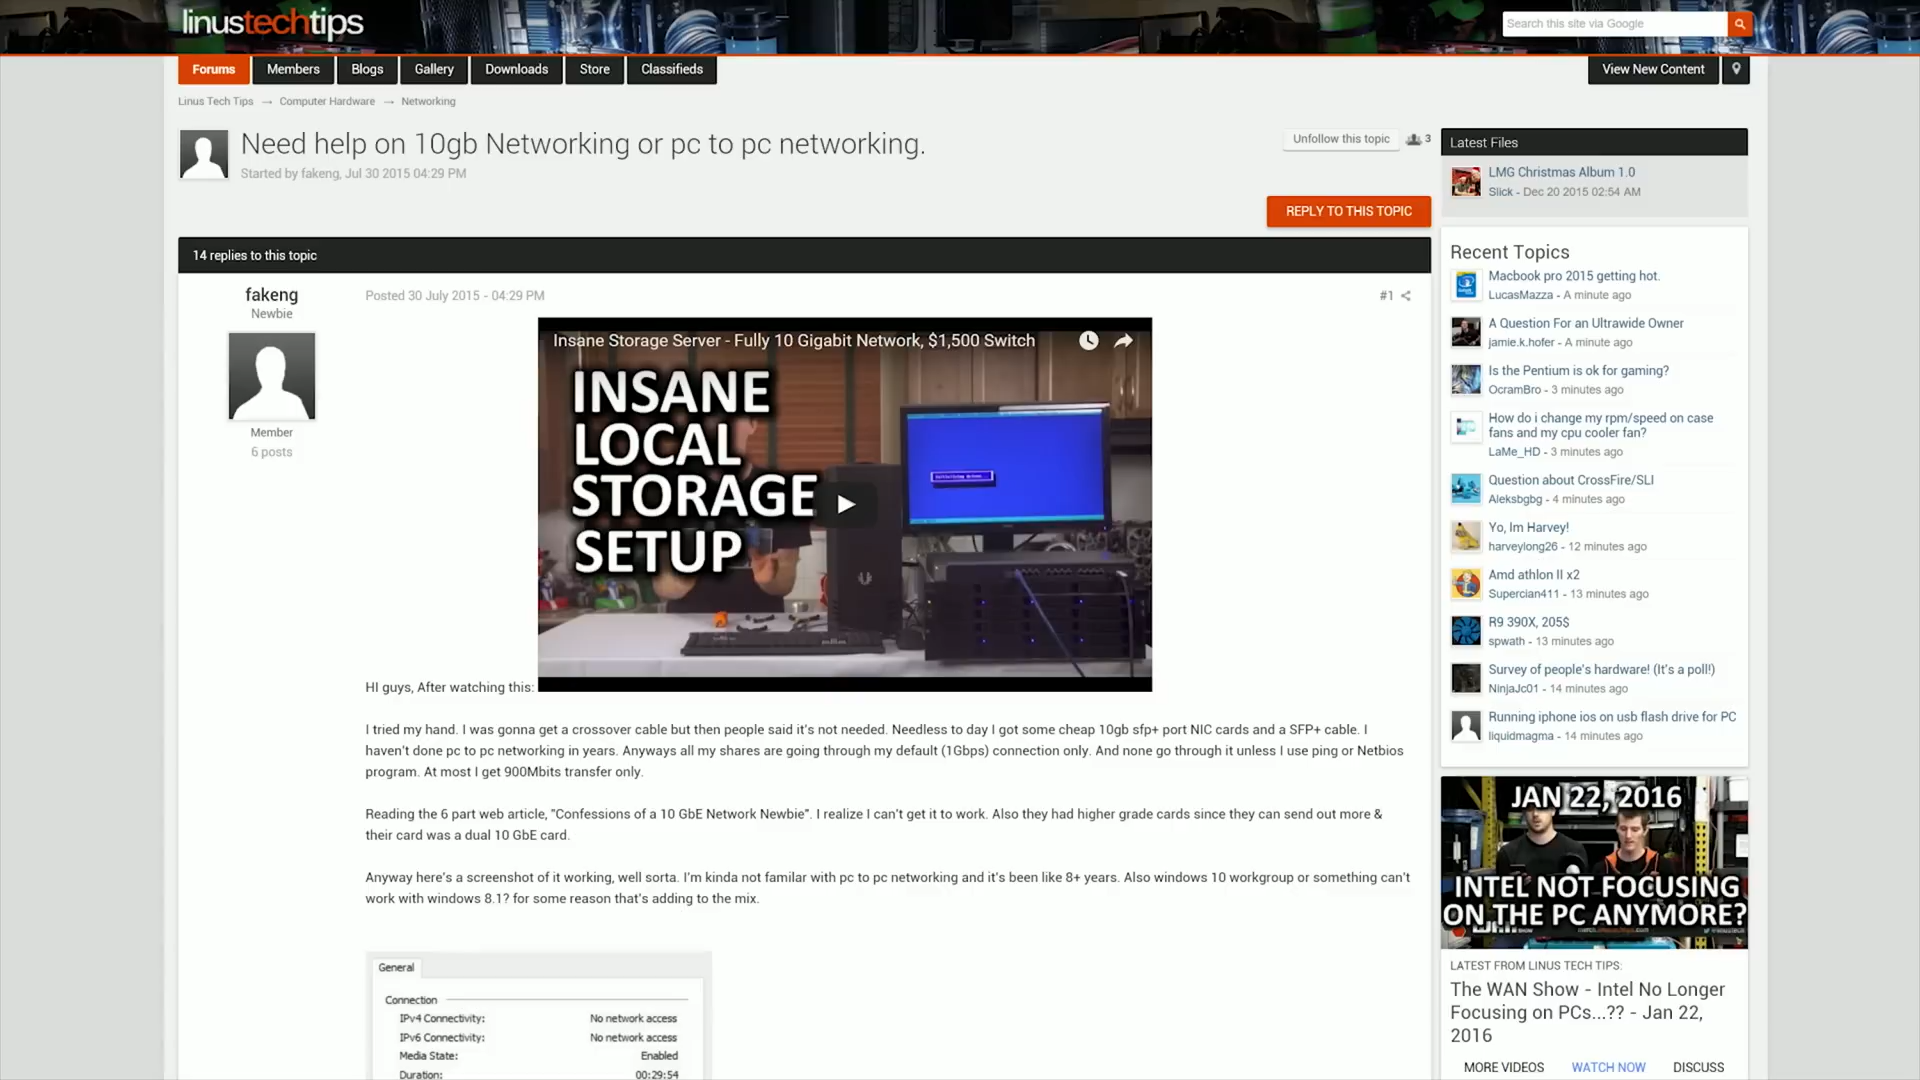 linustechtips
Search this site via Google
Forums
Members
Blogs
Gallery
Downloads
Store
Classifieds
View New Content
Linus Tech Tips → Computer Hardware → Networking
Need help on 10gb Networking or pc to pc networking.
Started by fakeng, Jul 30 2015 04:29 PM
Unfollow this topic
3
REPLY TO THIS TOPIC
14 replies to this topic
fakeng
Newbie
Member
6 posts
Posted 30 July 2015 - 04:29 PM
#1
Insane Storage Server - Fully 10 Gigabit Network, $1,500 Switch
INSANE
LOCAL
STORAGE
SETUP
HI guys, After watching this:
I tried my hand. I was gonna get a crossover cable but then people said it's not needed. Needless to day I got some cheap 10gb sfp+ port NIC cards and a SFP+ cable. I
haven't done pc to pc networking in years. Anyways all my shares are going through my default (1Gbps) connection only. And none go through it unless I use ping or Netbios
program. At most I get 900Mbits transfer only.
Reading the 6 part web article, "Confessions of a 10 GbE Network Newbie". I realize I can't get it to work. Also they had higher grade cards since they can send out more &
their card was a dual 10 GbE card.
Anyway here's a screenshot of it working, well sorta. I'm kinda not familar with pc to pc networking and it's been like 8+ years. Also windows 10 workgroup or something can't
work with windows 8.1? for some reason that's adding to the mix.
General
Connection
IPv4 Connectivity: No network access
IPv6 Connectivity: No network access
Media State: Enabled
Duration: 00:29:54
Latest Files
LMG Christmas Album 1.0
Slick - Dec 20 2015 02:54 AM
Recent Topics
Macbook pro 2015 getting hot.
LucasMazza - A minute ago
A Question For an Ultrawide Owner
jamie.k.hofer - A minute ago
Is the Pentium is ok for gaming?
OcramBro - 3 minutes ago
How do i change my rpm/speed on case
fans and my cpu cooler fan?
LaMe_HD - 3 minutes ago
Question about CrossFire/SLI
Aleksbgbg - 4 minutes ago
Yo, Im Harvey!
harveylong26 - 12 minutes ago
Amd athlon II x2
Supercian411 - 13 minutes ago
R9 390X, 205$
spwath - 13 minutes ago
Survey of people's hardware! (It's a poll!)
NinjaJc01 - 14 minutes ago
Running iphone ios on usb flash drive for PC
liquidmagma - 14 minutes ago
JAN 22, 2016
INTEL NOT FOCUSING
ON THE PC ANYMORE?
LATEST FROM LINUS TECH TIPS:
The WAN Show - Intel No Longer
Focusing on PCs...?? - Jan 22,
2016
MORE VIDEOS
WATCH NOW
DISCUSS